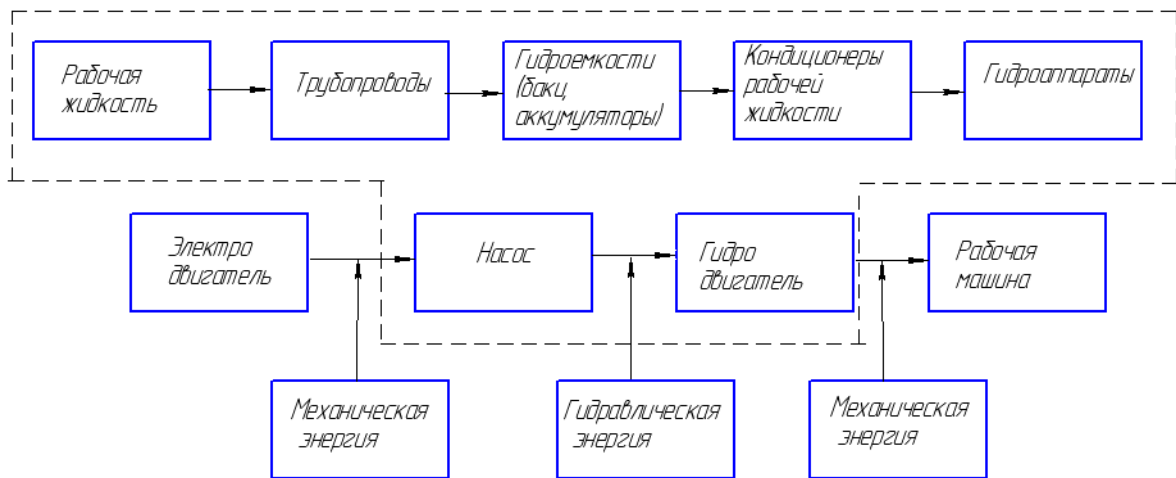 Рабочая
жидкость
Трубопроводы
Гидроемкости
(баки,
аккумуляторы)
Кондиционеры
рабочей
жидкости
Гидроаппараты
Электро
двигатель
Насос
Гидро
двигатель
Рабочая
машина
Механическая
энергия
Гидравлическая
энергия
Механическая
энергия